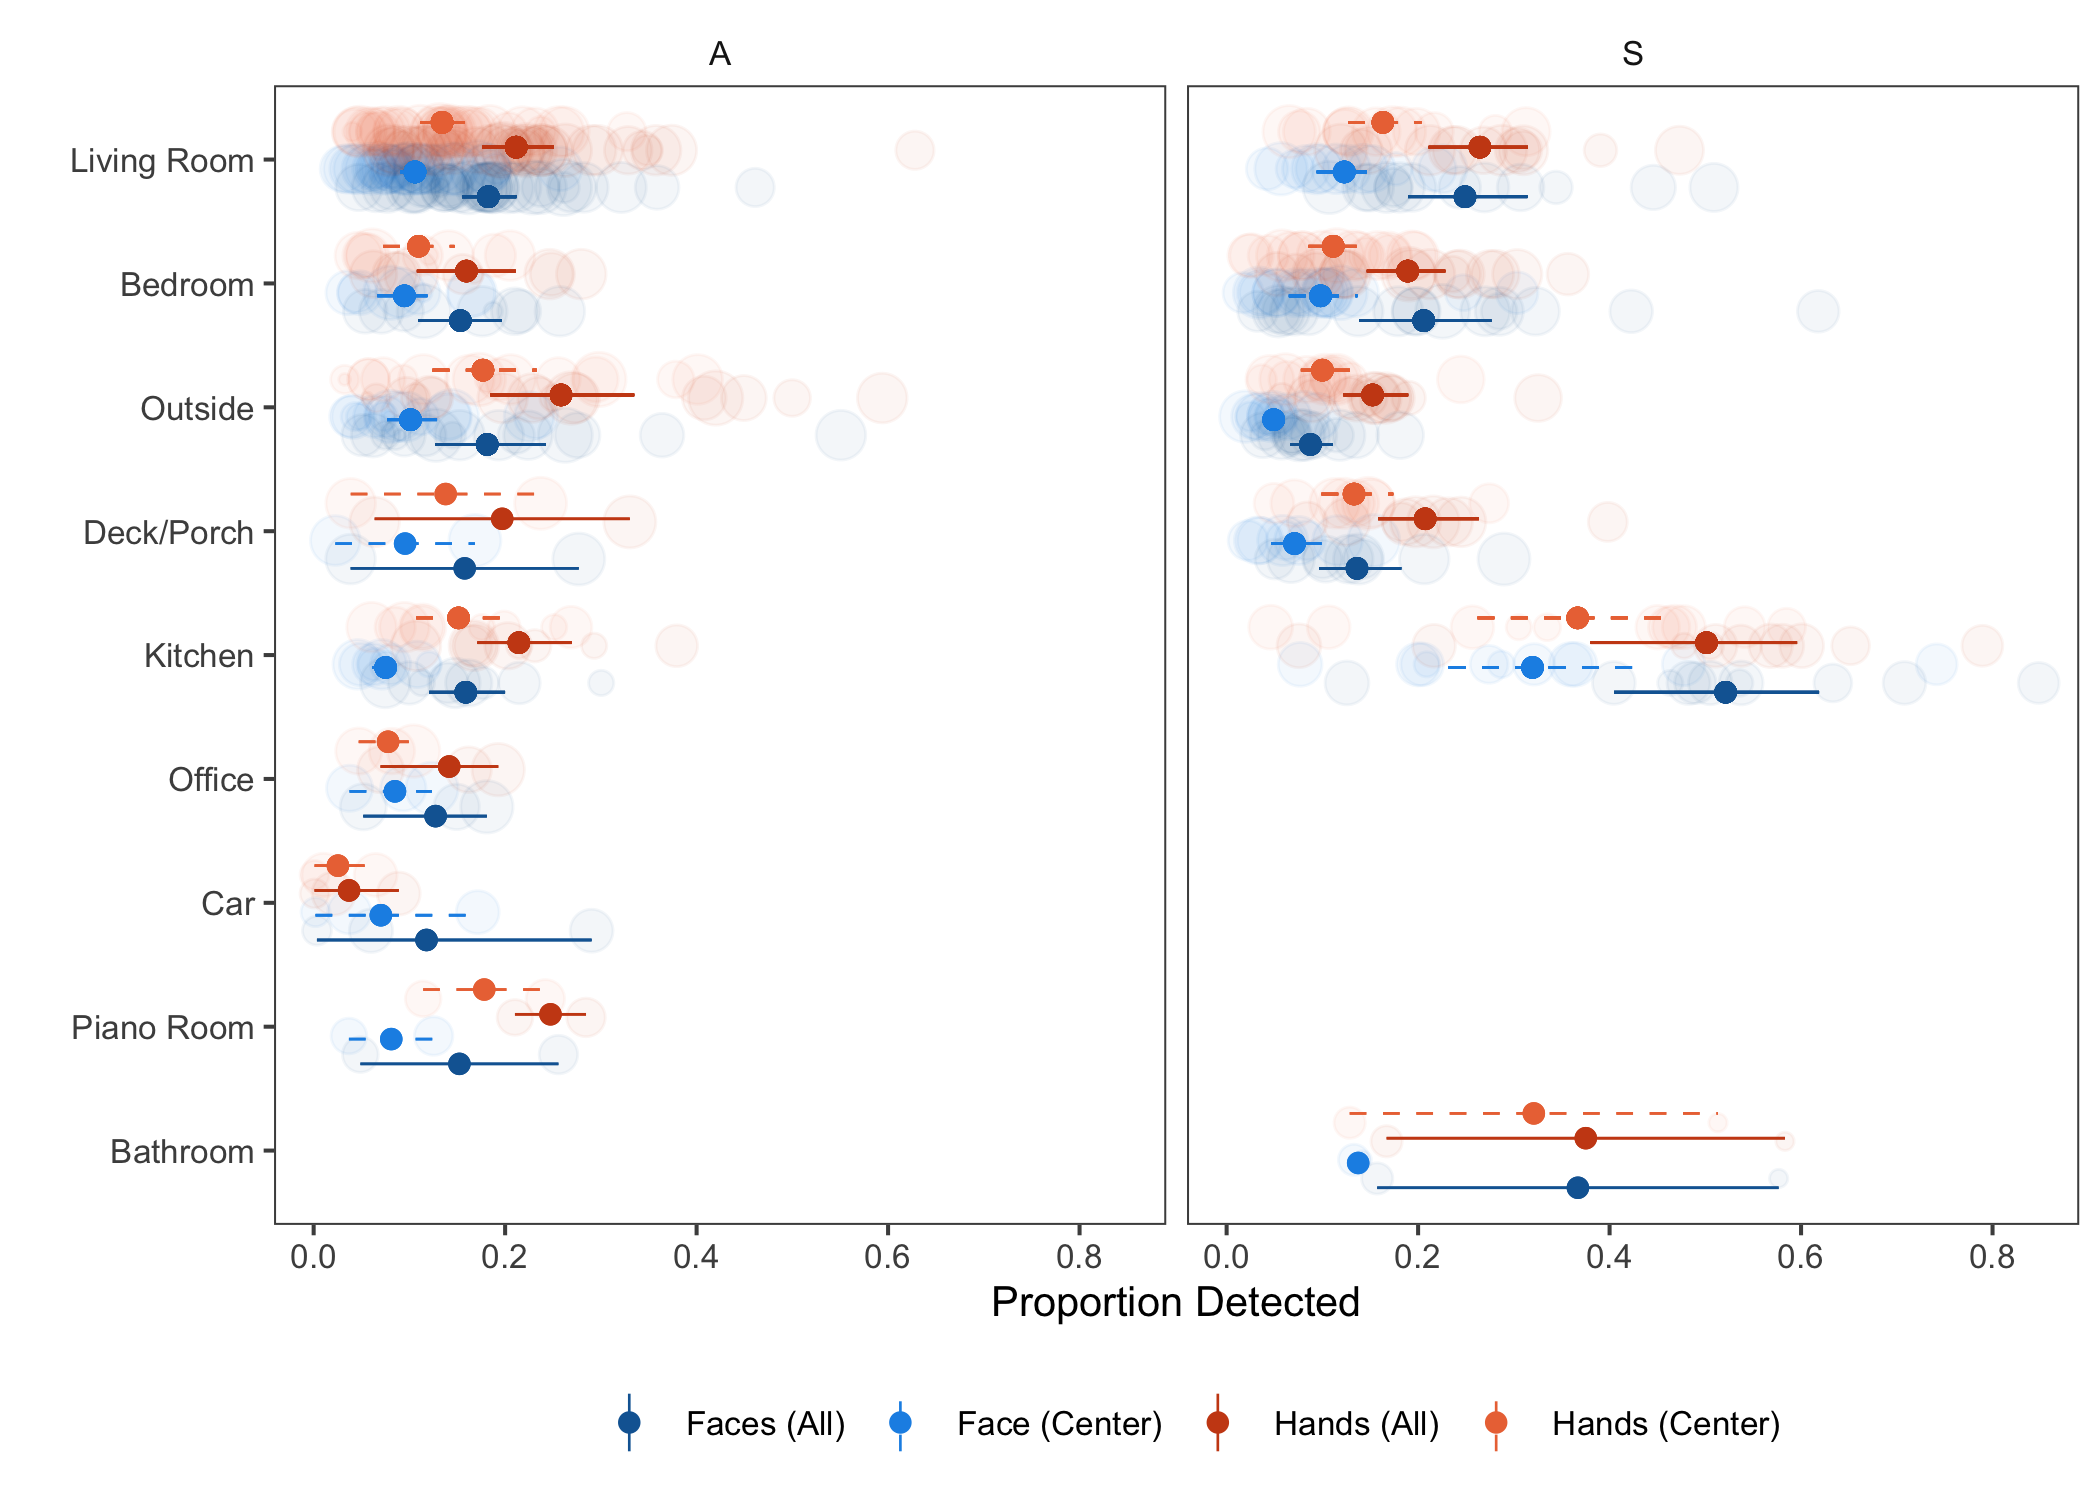 A
S
Living Room
Bedroom
Outside
Deck/Porch
Kitchen
Office
Car
Piano Room
Bathroom
0.0 0.2 0.4 0.6 0.8
0.0 0.2 0.4 0.6 0.8
Proportion Detected
Faces (All) Face (Center) Hands (All) Hands (Center)